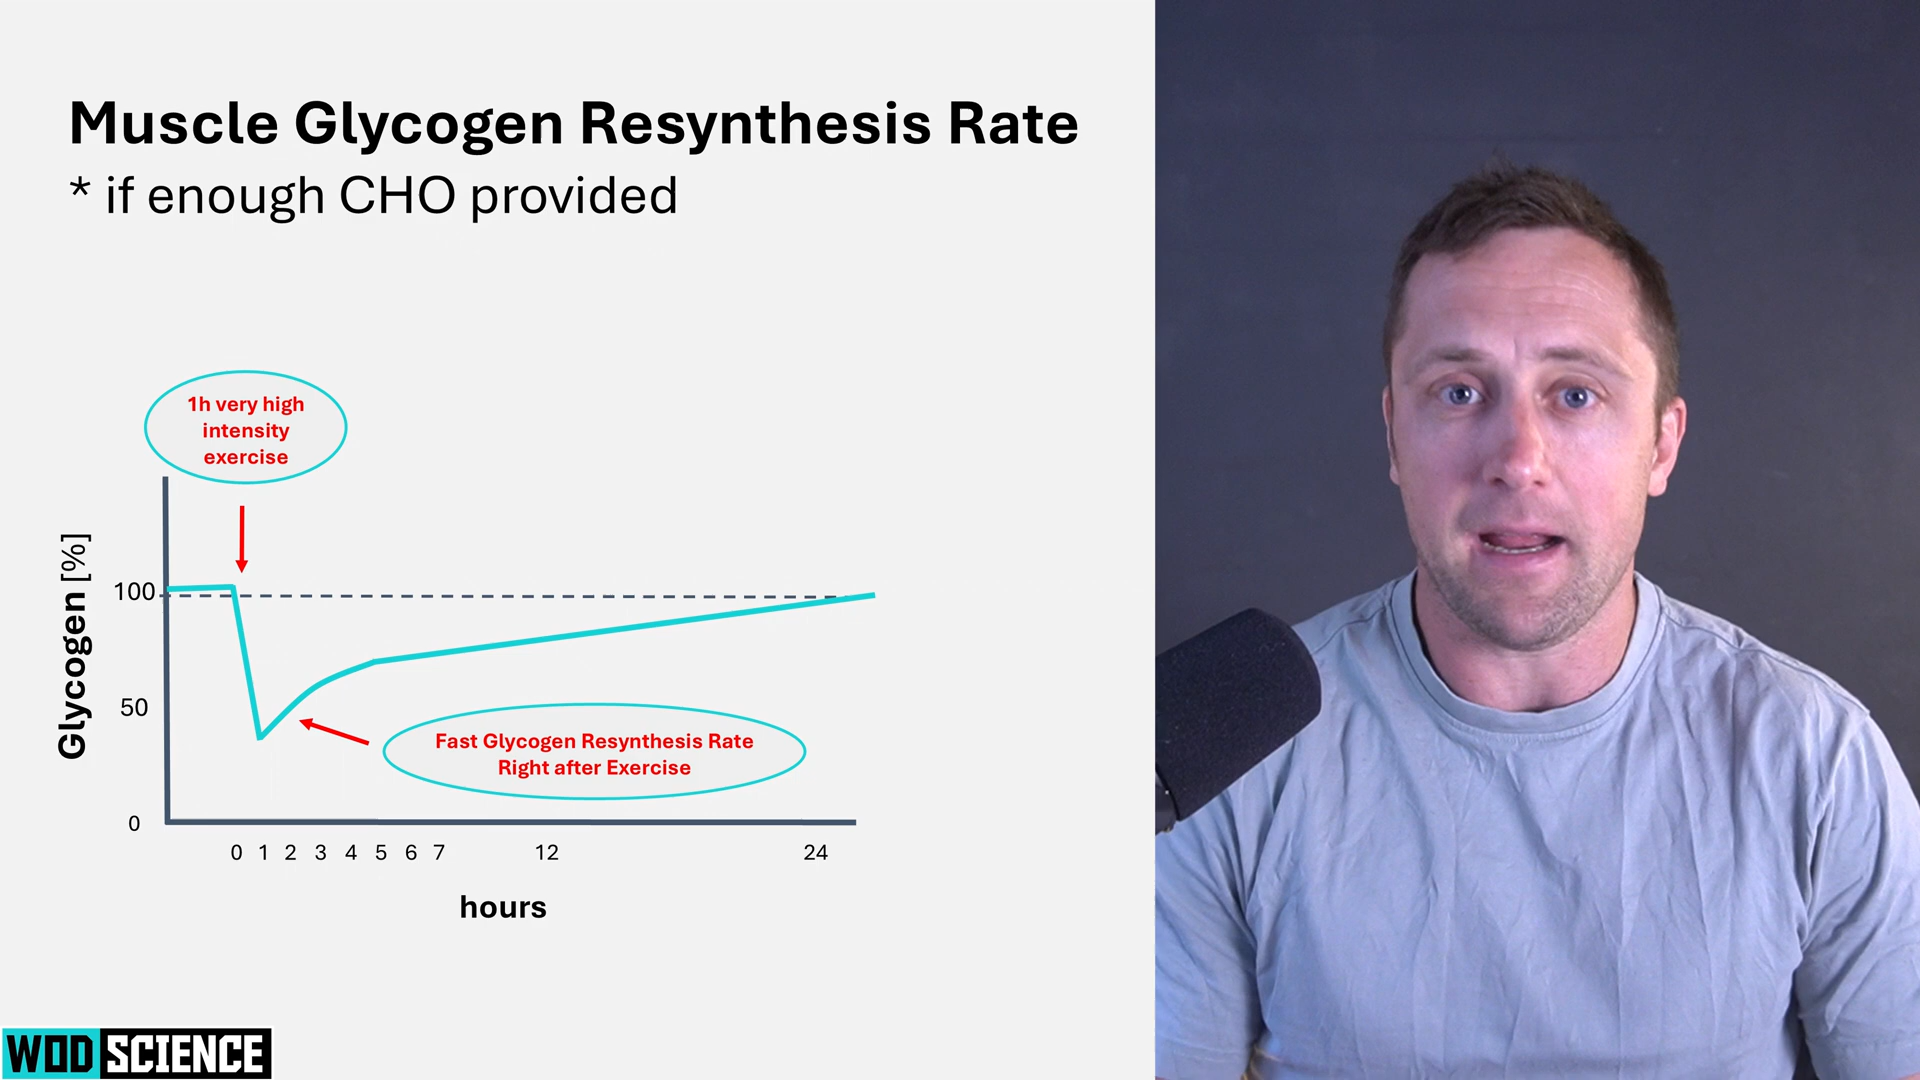 Muscle Glycogen Resynthesis Rate
* if enough CHO provided
1h very high
intensity
exercise
Glycogen [%]
100
50
0
Fast Glycogen Resynthesis Rate
Right after Exercise
0 1 2 3 4 5 6 7 12 24
hours
WOD SCIENCE